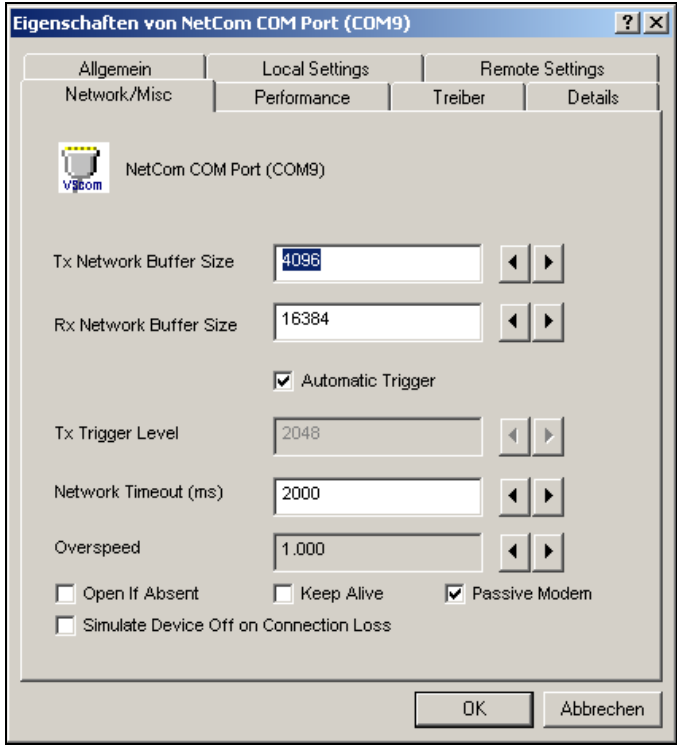 Eigenschaften von NetCom COM Port (COM9)
Allgemein
Local Settings
Remote Settings
Network/Misc
Performance
Treiber
Details
VScom
NetCom COM Port (COM9)
Tx Network Buffer Size
4096
Rx Network Buffer Size
16384
Automatic Trigger
Tx Trigger Level
2048
Network Timeout (ms)
2000
Overspeed
1.000
Open If Absent
Keep Alive
Passive Modem
Simulate Device Off on Connection Loss
OK
Abbrechen